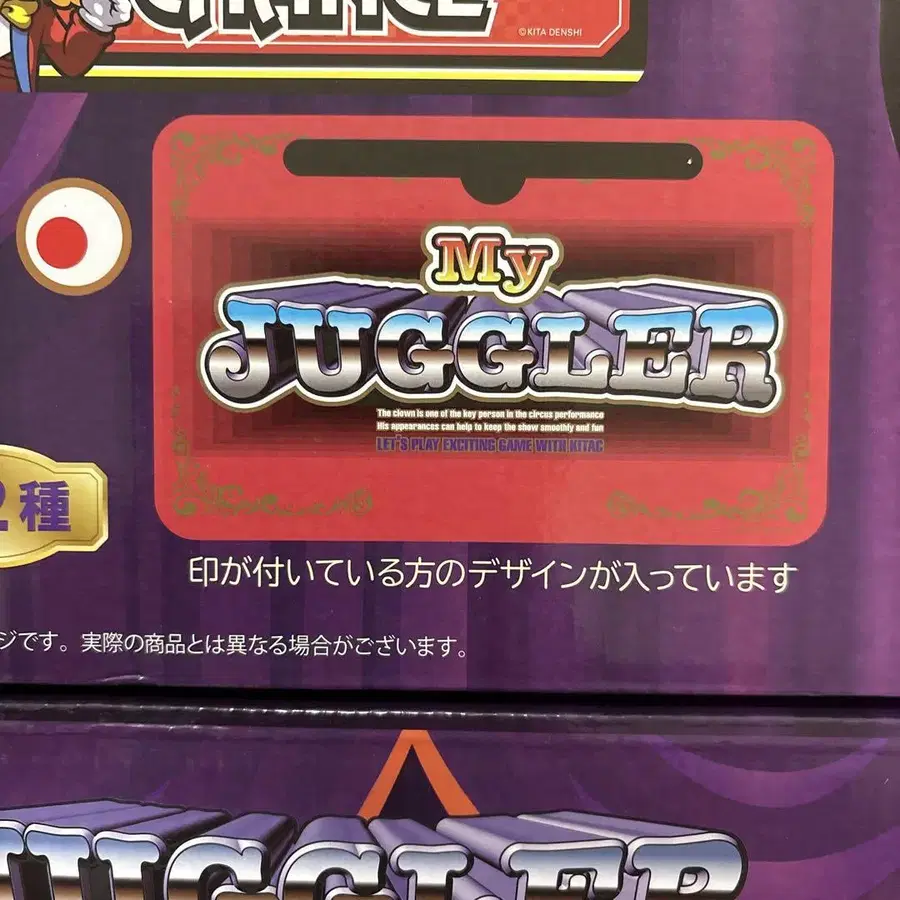 ©KITA DENSHI
My
JUGGLER
The clown is one of the key person in the circus performance
His appearances can help to keep the show smoothly and fun
LET'S PLAY EXCITING GAME WITH KITAC
2種
印が付いている方のデザインが入っています
ジです。実際の商品とは異なる場合がございます。
JUGGLER